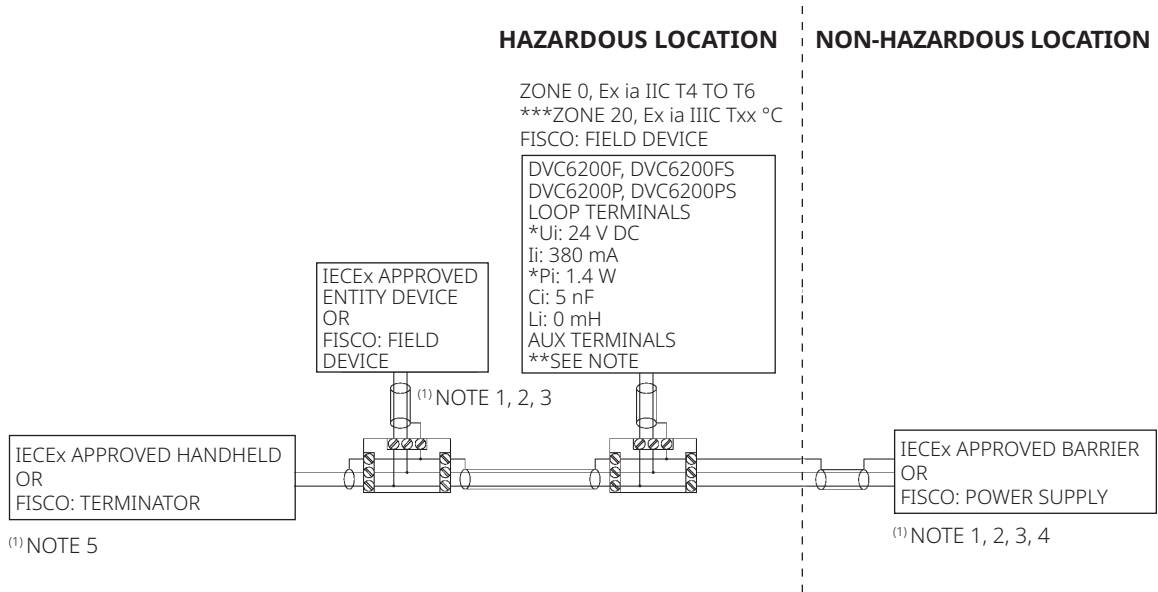 HAZARDOUS LOCATION
NON-HAZARDOUS LOCATION
ZONE 0, Ex ia IIC T4 TO T6
***ZONE 20, Ex ia IIIC Txx °C
FISCO: FIELD DEVICE
DVC6200F, DVC6200FS
DVC6200P, DVC6200PS
LOOP TERMINALS
*Ui: 24 V DC
Ii: 380 mA
*Pi: 1.4 W
Ci: 5 nF
Li: 0 mH
AUX TERMINALS
**SEE NOTE
IECEx APPROVED
ENTITY DEVICE
OR
FISCO: FIELD
DEVICE
(1) NOTE 1, 2, 3
IECEx APPROVED HANDHELD
OR
FISCO: TERMINATOR
(1) NOTE 5
IECEx APPROVED BARRIER
OR
FISCO: POWER SUPPLY
(1) NOTE 1, 2, 3, 4